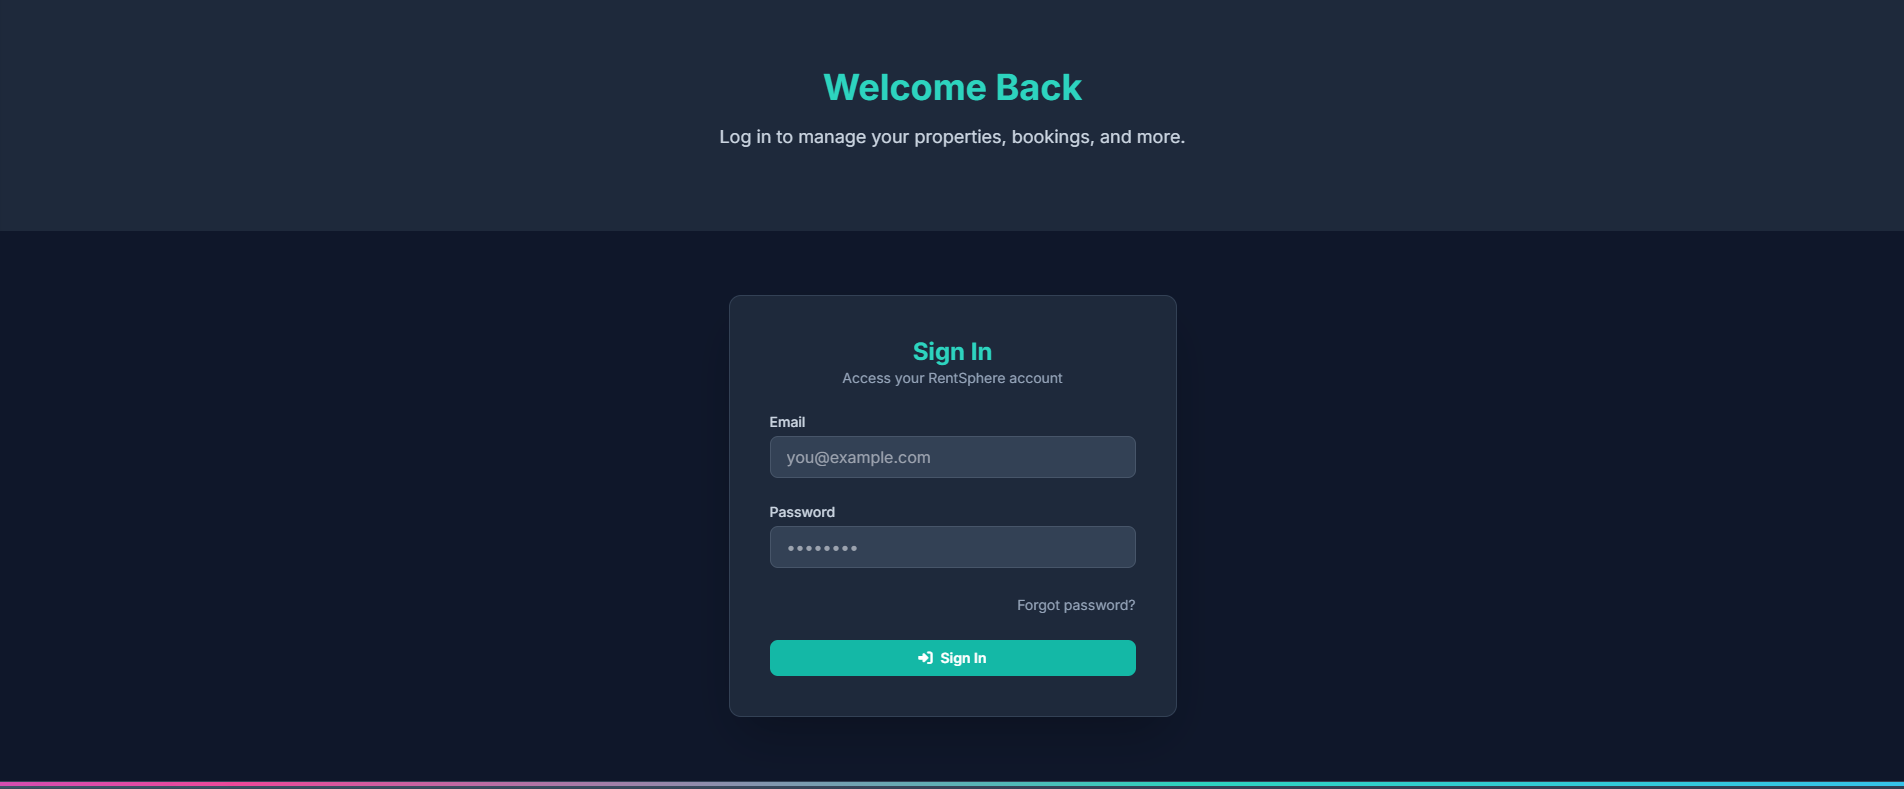 Welcome Back
Log in to manage your properties, bookings, and more.
Sign In
Access your RentSphere account
Email
you@example.com
Password
••••••••
Forgot password?
Sign In